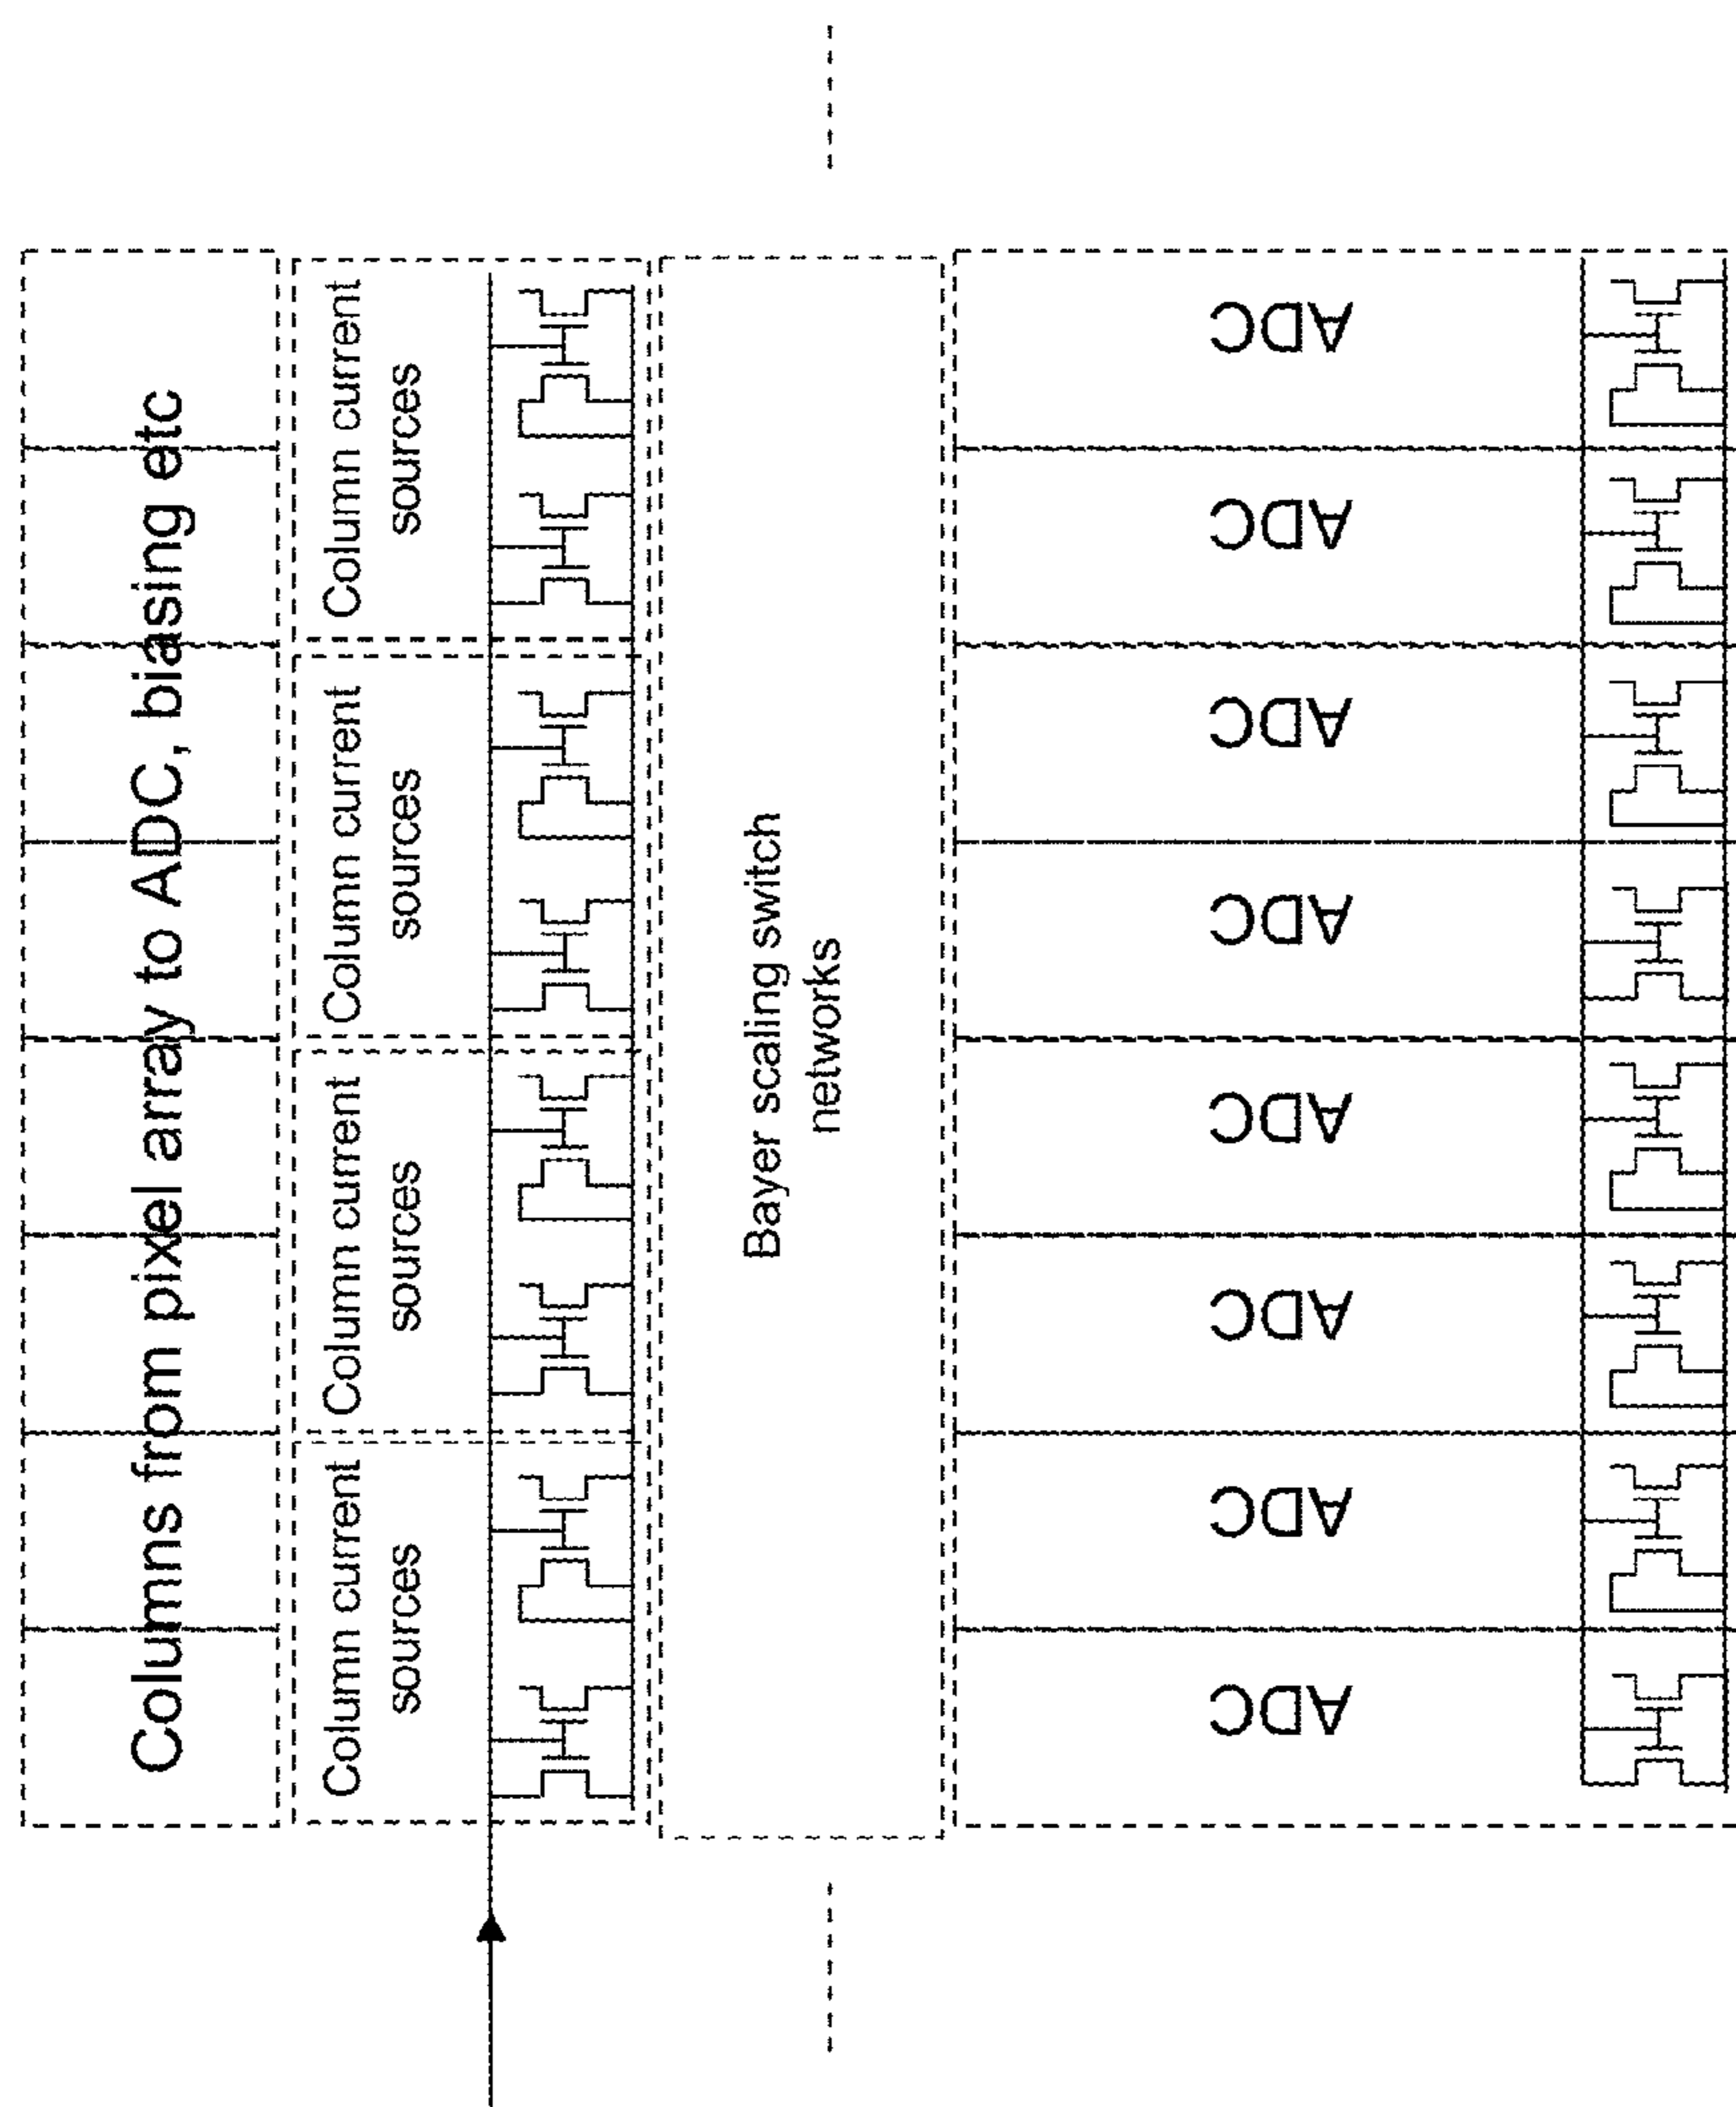 Columns from pixel array to ADC, biasing etc
Column current
sources
Column current
sources
Column current
sources
Column current
sources
Bayer scaling switch
networks
ADC
ADC
ADC
ADC
ADC
ADC
ADC
ADC